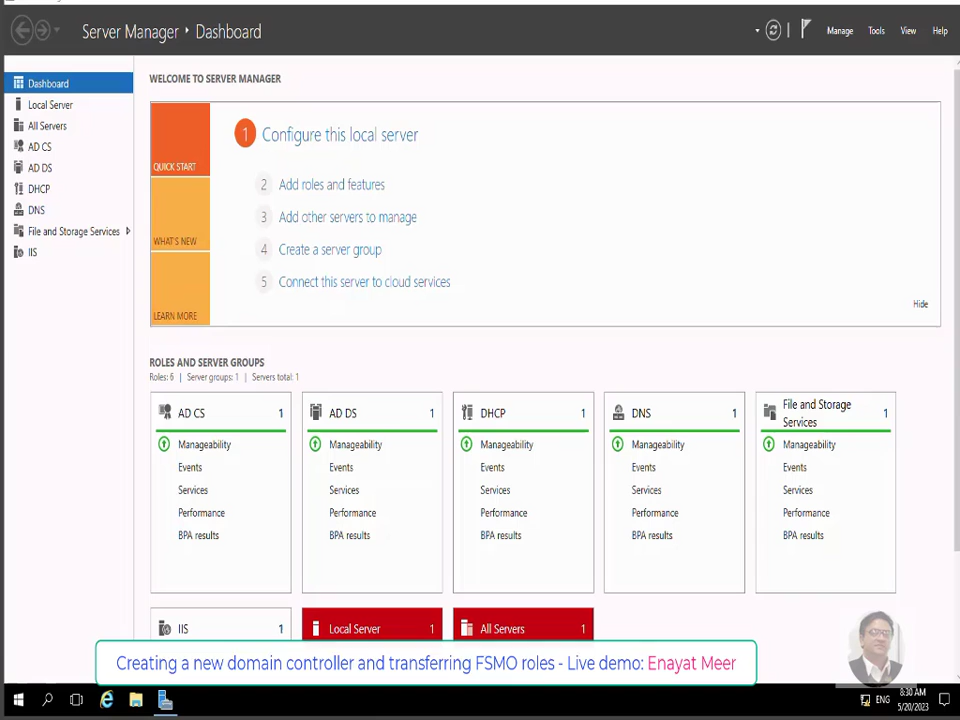 Server Manager ‣ Dashboard
Manage Tools View Help
Dashboard
Local Server
All Servers
AD CS
AD DS
DHCP
DNS
File and Storage Services
IIS
WELCOME TO SERVER MANAGER
QUICK START
WHAT'S NEW
LEARN MORE
1 Configure this local server
2 Add roles and features
3 Add other servers to manage
4 Create a server group
5 Connect this server to cloud services
Hide
ROLES AND SERVER GROUPS
Roles: 6 | Server groups: 1 | Servers total: 1
AD CS 1
Manageability
Events
Services
Performance
BPA results
AD DS 1
Manageability
Events
Services
Performance
BPA results
DHCP 1
Manageability
Events
Services
Performance
BPA results
DNS 1
Manageability
Events
Services
Performance
BPA results
File and Storage
Services 1
Manageability
Events
Services
Performance
BPA results
IIS 1
Local Server 1
All Servers 1
Creating a new domain controller and transferring FSMO roles - Live demo: Enayat Meer
ENG
8:30 AM
5/20/2023